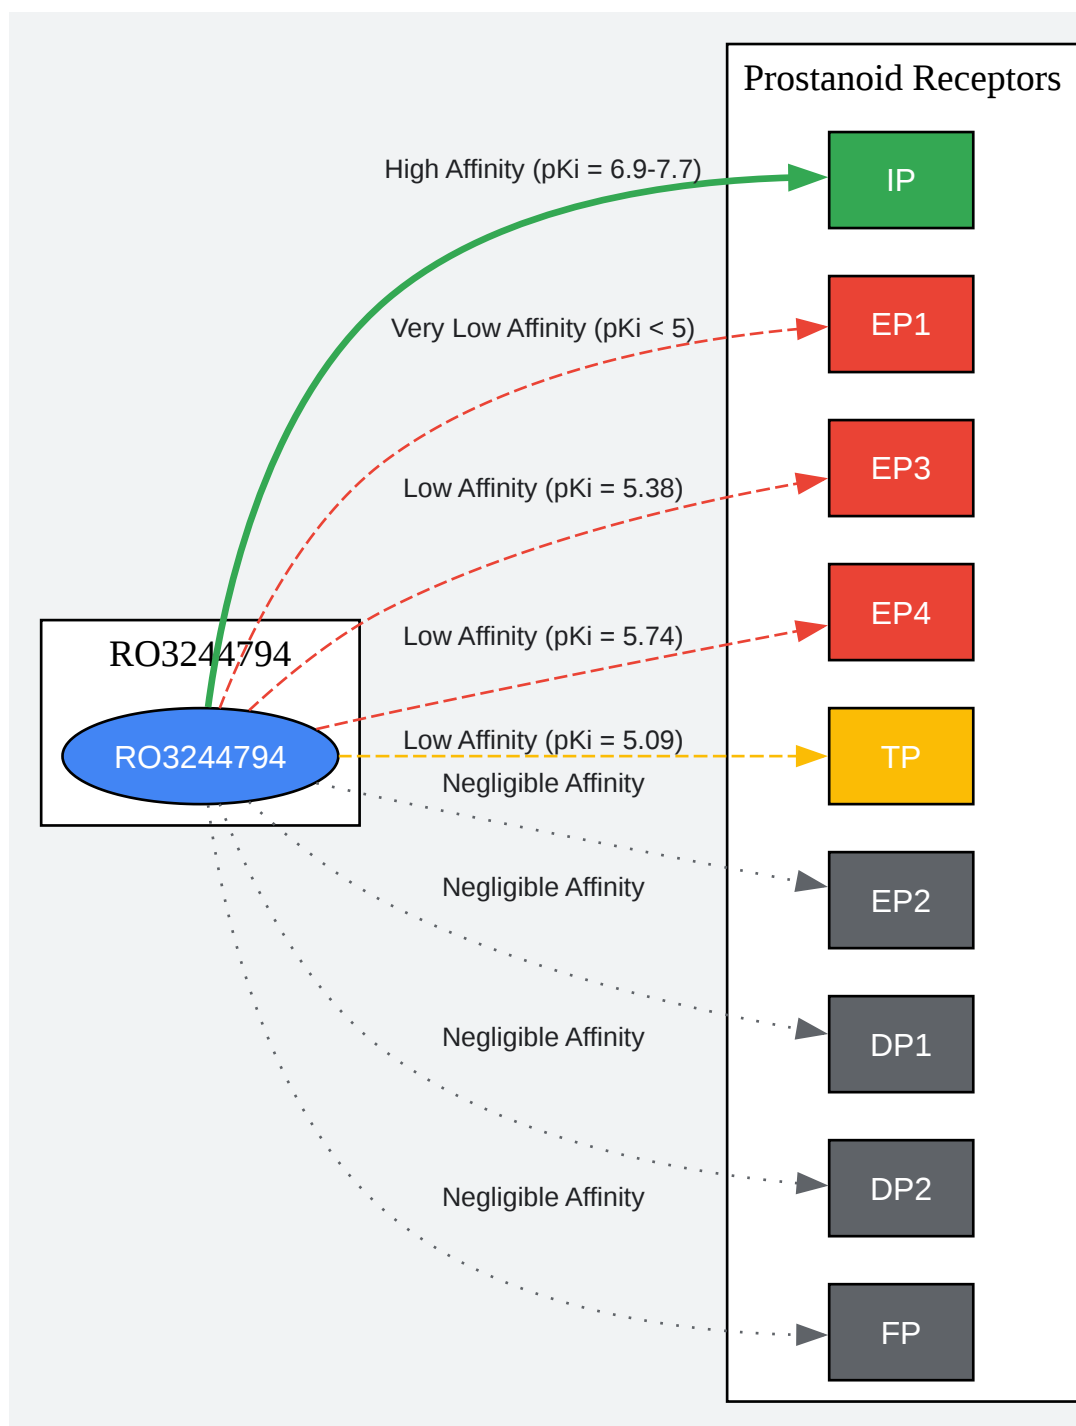 Prostanoid Receptors
High Affinity (pKi = 6.9-7.7)
IP
Very Low Affinity (pKi < 5)
EP1
Low Affinity (pKi = 5.38)
EP3
Low Affinity (pKi = 5.74)
EP4
RO3244794
RO3244794
Low Affinity (pKi = 5.09)
TP
Negligible Affinity
EP2
Negligible Affinity
DP1
Negligible Affinity
DP2
Negligible Affinity
FP